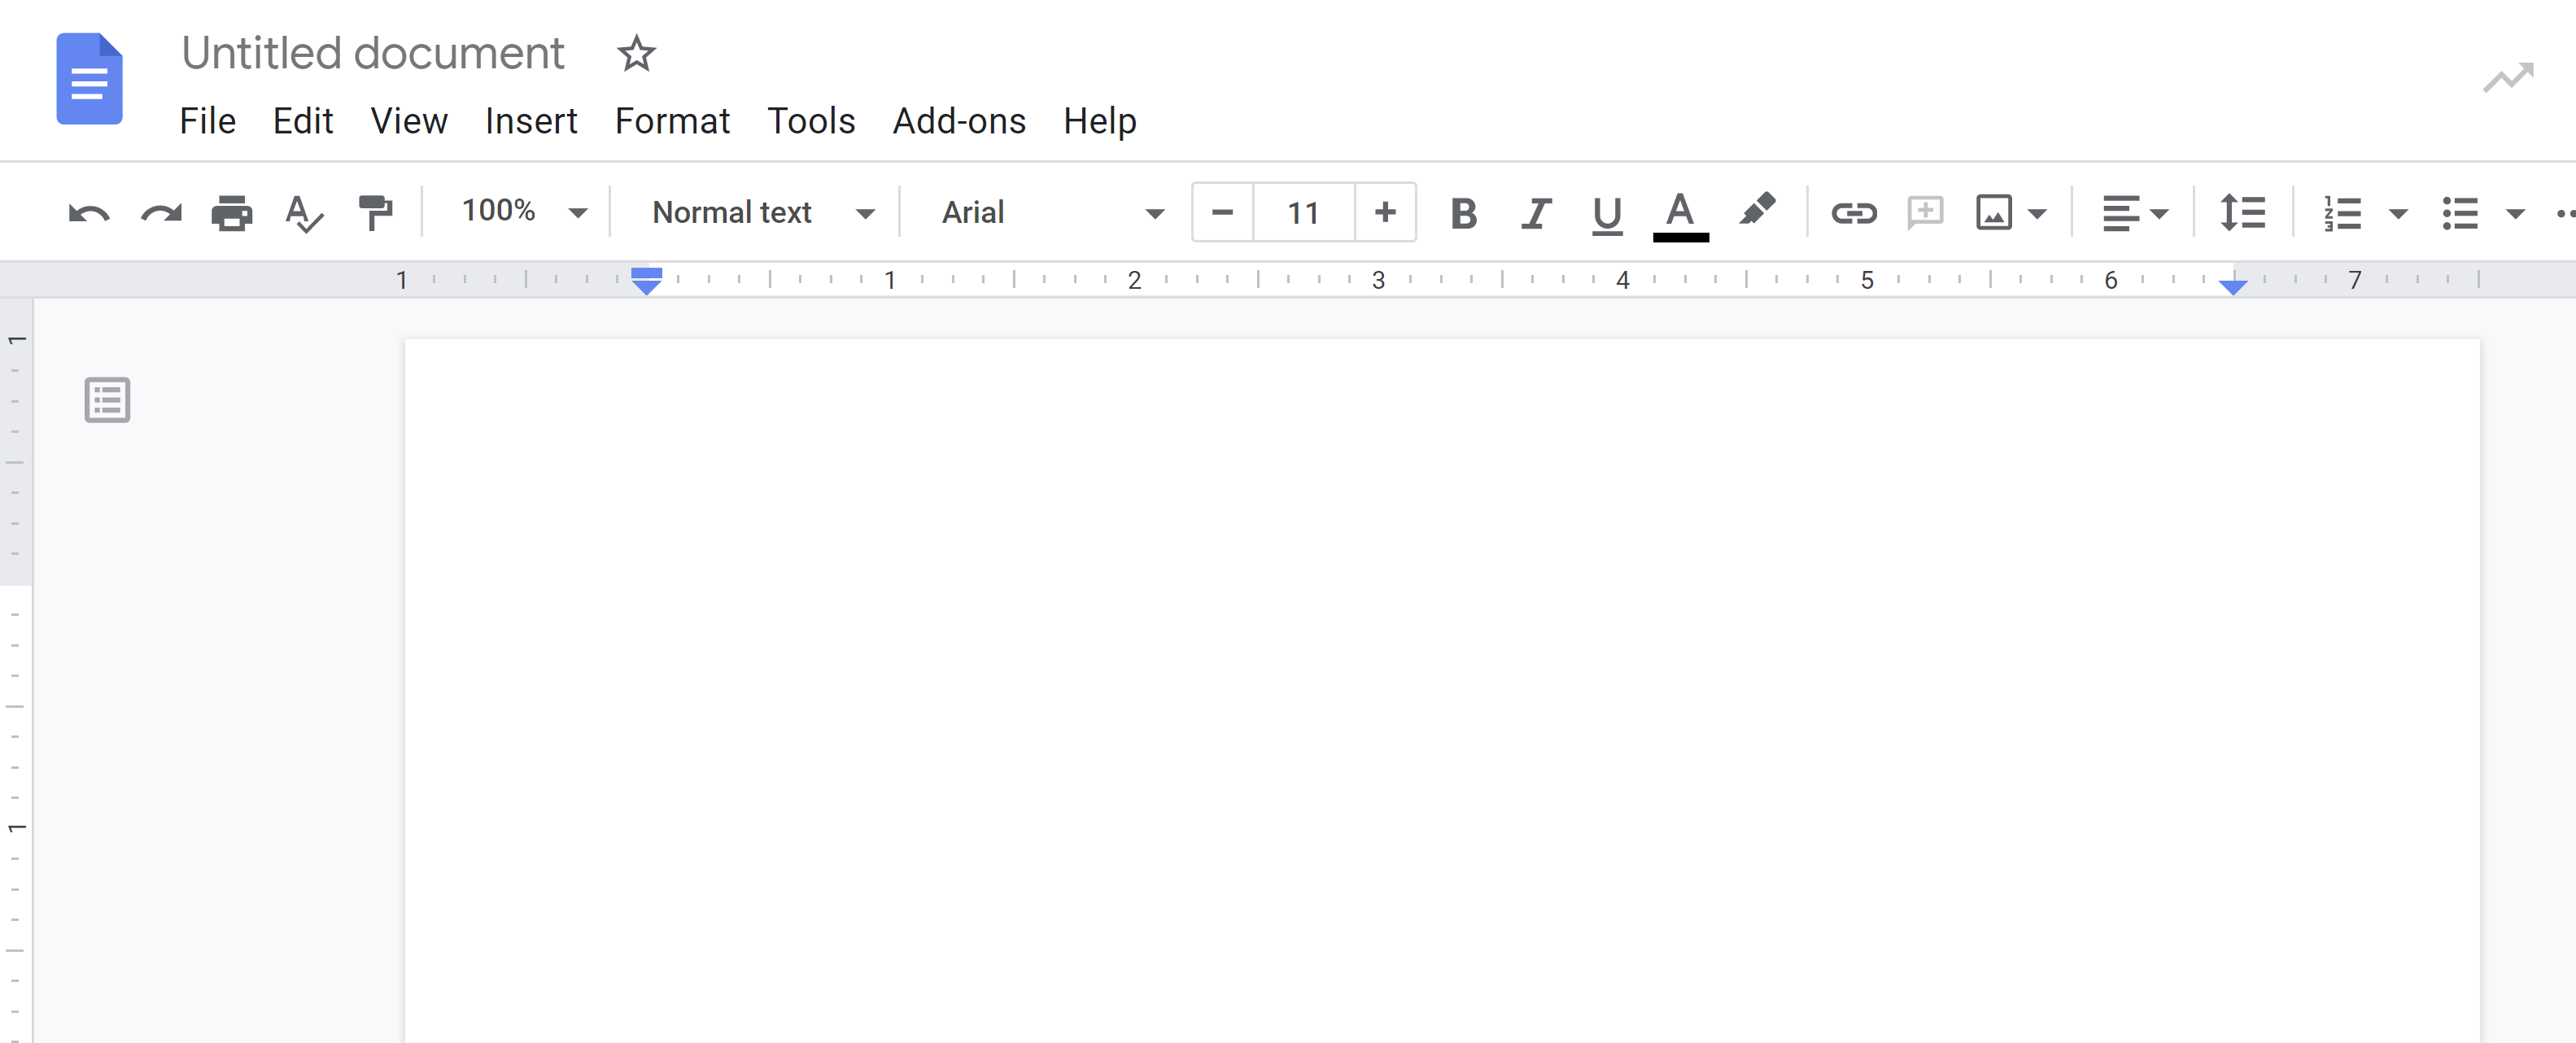 Untitled document
File Edit View Insert Format Tools Add-ons Help
100% Normal text Arial − 11 + B I U A
1 1 2 3 4 5 6 7
1
1